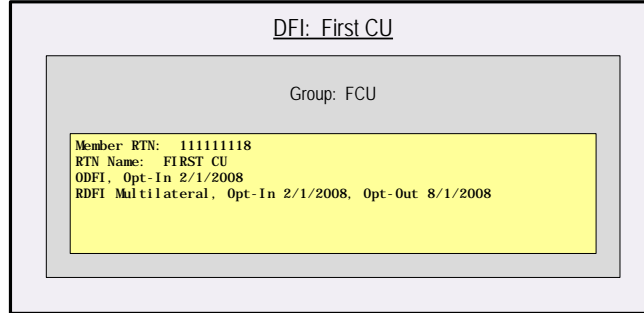 DFI: First CU
Group: FCU
Member RTN: 111111118
RTN Name: FIRST CU
ODFI, Opt-In 2/1/2008
RDFI Multilateral, Opt-In 2/1/2008, Opt-Out 8/1/2008